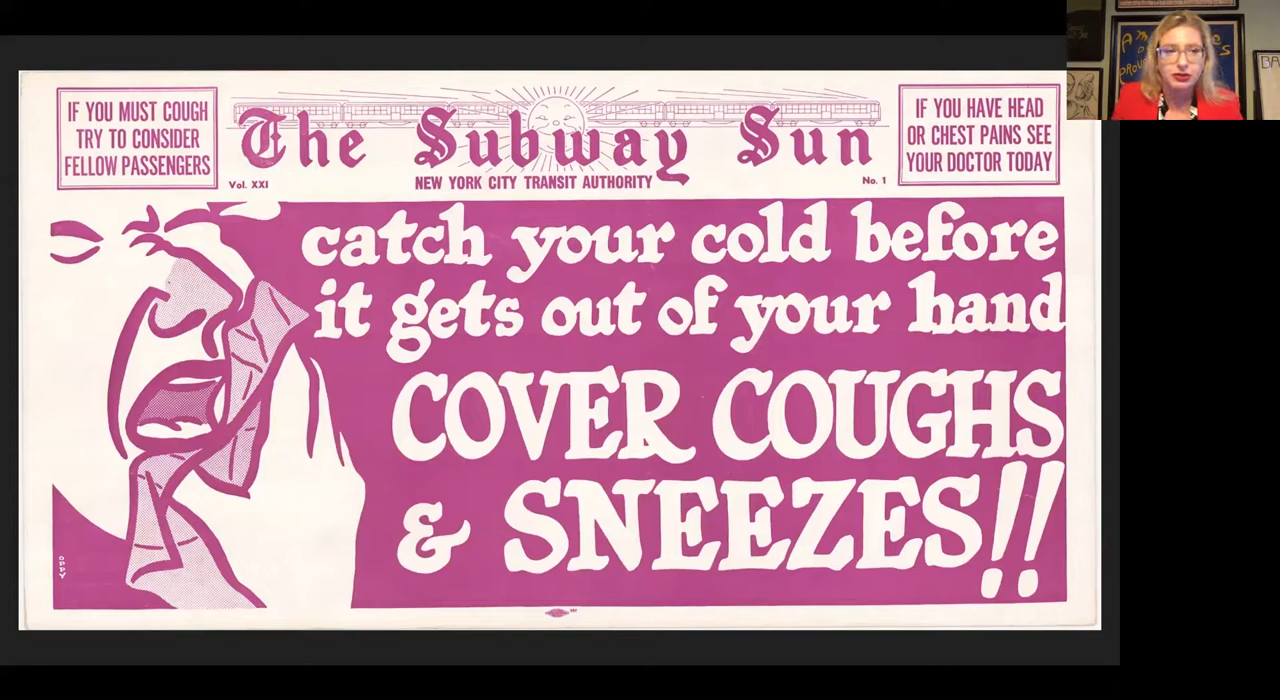 IF YOU MUST COUGH
TRY TO CONSIDER
FELLOW PASSENGERS
The Subway Sun
Vol. XXI
NEW YORK CITY TRANSIT AUTHORITY
No. 1
IF YOU HAVE HEAD
OR CHEST PAINS SEE
YOUR DOCTOR TODAY
catch your cold before
it gets out of your hand
COVER COUGHS
& SNEEZES!!
OPPY